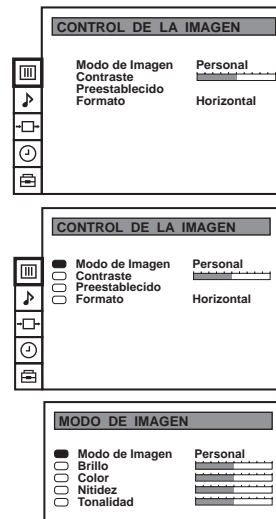 CONTROL DE LA IMAGEN
Modo de Imagen Personal
Contraste
Preestablecido
Formato Horizontal
CONTROL DE LA IMAGEN
Modo de Imagen Personal
Contraste
Preestablecido
Formato Horizontal
MODO DE IMAGEN
Modo de Imagen Personal
Brillo
Color
Nitidez
Tonalidad